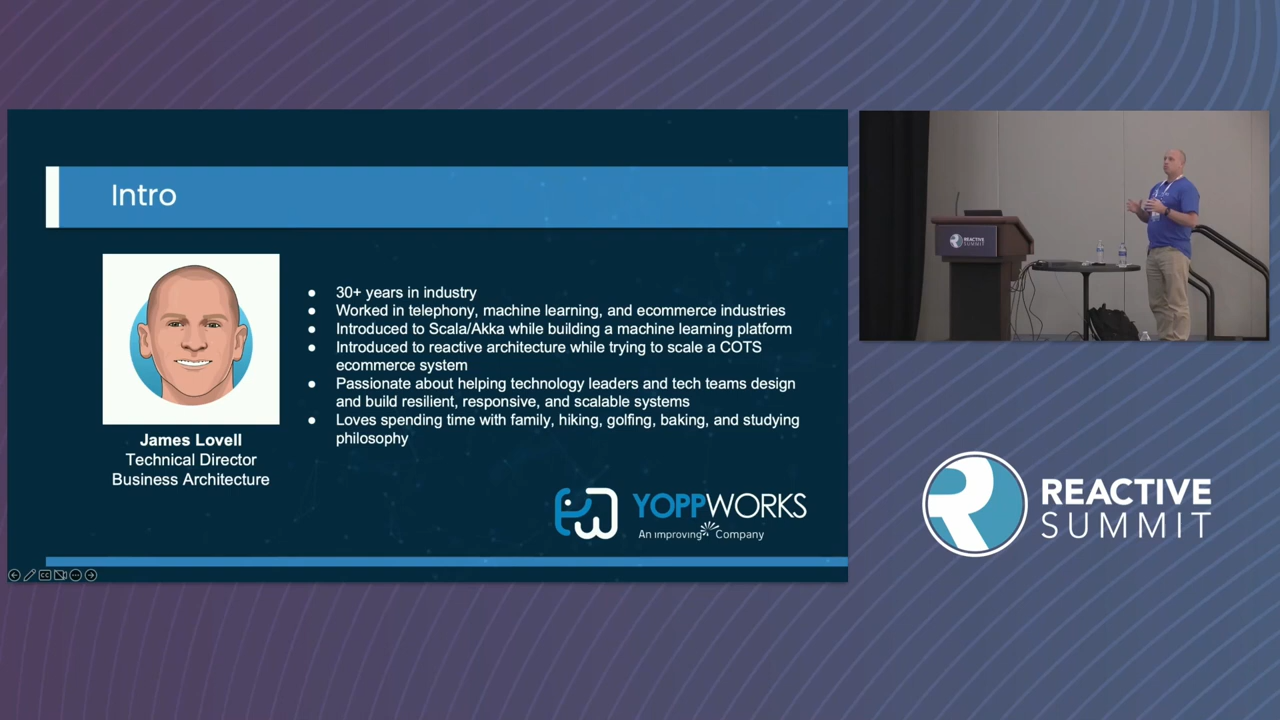 Intro
30+ years in industry
Worked in telephony, machine learning, and ecommerce industries
Introduced to Scala/Akka while building a machine learning platform
Introduced to reactive architecture while trying to scale a COTS
ecommerce system
Passionate about helping technology leaders and tech teams design
and build resilient, responsive, and scalable systems
Loves spending time with family, hiking, golfing, baking, and studying
philosophy
James Lovell
Technical Director
Business Architecture
YOPPWORKS
An improving Company
CC
REACTIVE
SUMMIT
R
REACTIVE
SUMMIT